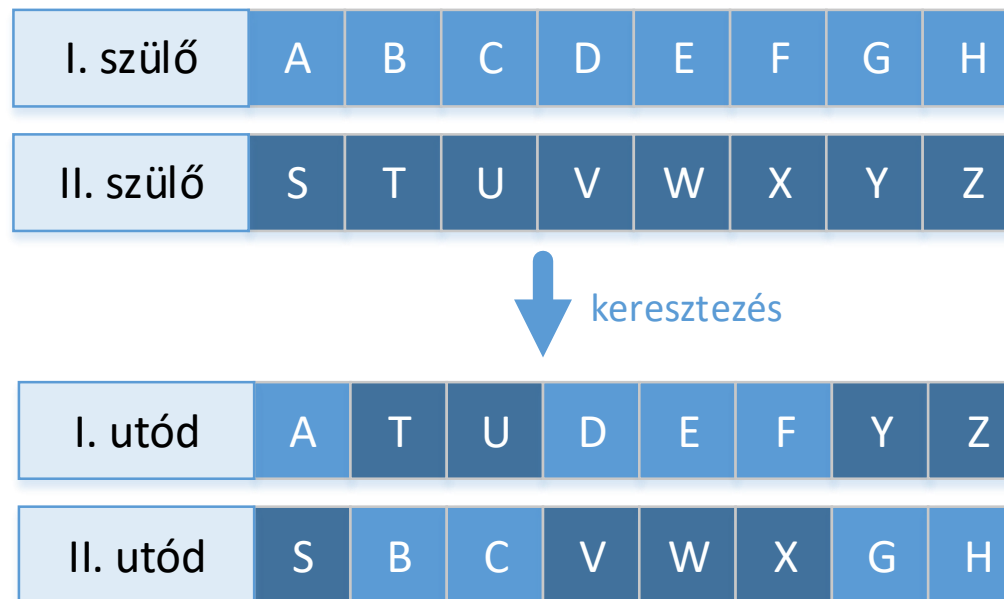 I. szülő A B C D E F G H
II. szülő S T U V W X Y Z
keresztezés
I. utód A T U D E F Y Z
II. utód S B C V W X G H